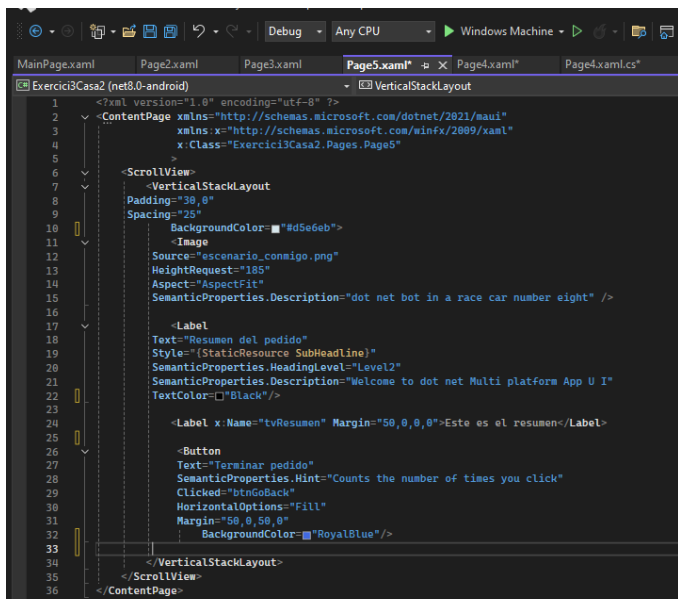 Debug Any CPU Windows Machine
MainPage.xaml Page2.xaml Page3.xaml Page5.xaml* Page4.xaml* Page4.xaml.cs*
C# Exercici3Casa2 (net8.0-android) VerticalStackLayout
1 <?xml version="1.0" encoding="utf-8" ?>
2 <ContentPage xmlns="http://schemas.microsoft.com/dotnet/2021/maui"
3 xmlns:x="http://schemas.microsoft.com/winfx/2009/xaml"
4 x:Class="Exercici3Casa2.Pages.Page5"
5 >
6 <ScrollView>
7 <VerticalStackLayout
8 Padding="30,0"
9 Spacing="25"
10 BackgroundColor="#d5e6eb">
11 <Image
12 Source="escenario_conmigo.png"
13 HeightRequest="185"
14 Aspect="AspectFit"
15 SemanticProperties.Description="dot net bot in a race car number eight" />
16
17 <Label
18 Text="Resumen del pedido"
19 Style="{StaticResource SubHeadline}"
20 SemanticProperties.HeadingLevel="Level2"
21 SemanticProperties.Description="Welcome to dot net Multi platform App U I"
22 TextColor="Black"/>
23
24 <Label x:Name="tvResumen" Margin="50,0,0,0">Este es el resumen</Label>
25
26 <Button
27 Text="Terminar pedido"
28 SemanticProperties.Hint="Counts the number of times you click"
29 Clicked="btnGoBack"
30 HorizontalOptions="Fill"
31 Margin="50,0,50,0"
32 BackgroundColor="RoyalBlue"/>
33
34 </VerticalStackLayout>
35 </ScrollView>
36 </ContentPage>